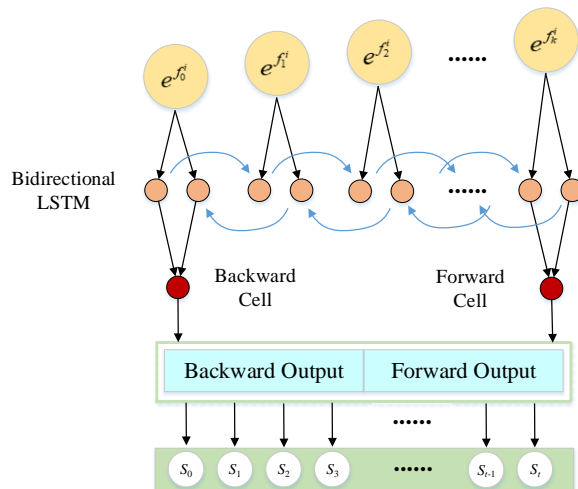 e^{f_0^i} e^{f_1^i} e^{f_2^i} ...... e^{f_k^i}
Bidirectional
LSTM
......
Backward
Cell
Forward
Cell
Backward Output Forward Output
......
S_0 S_1 S_2 S_3 ...... S_{t-1} S_t